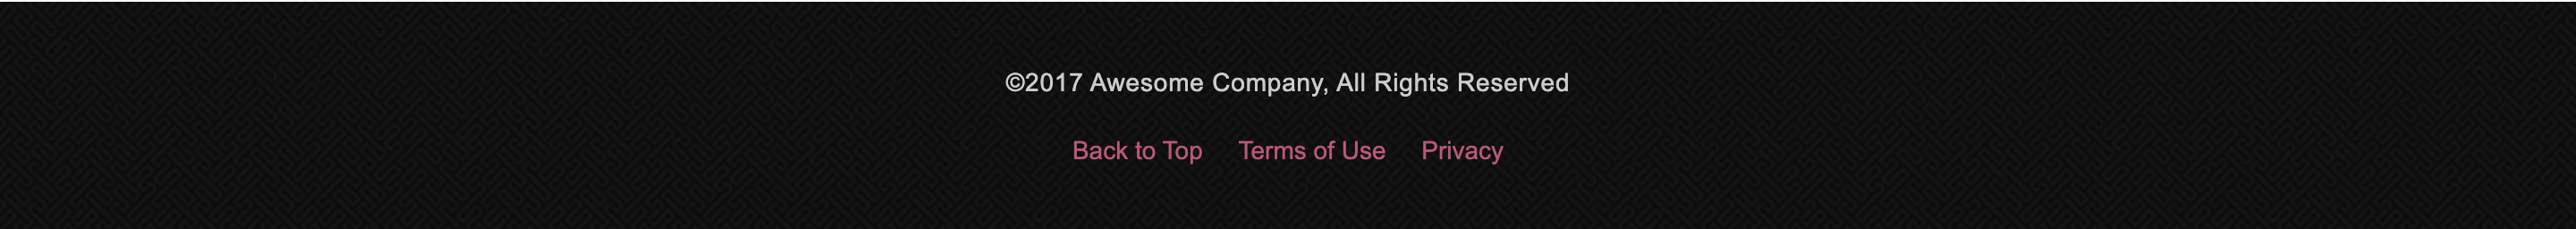 ©2017 Awesome Company, All Rights Reserved
Back to Top Terms of Use Privacy